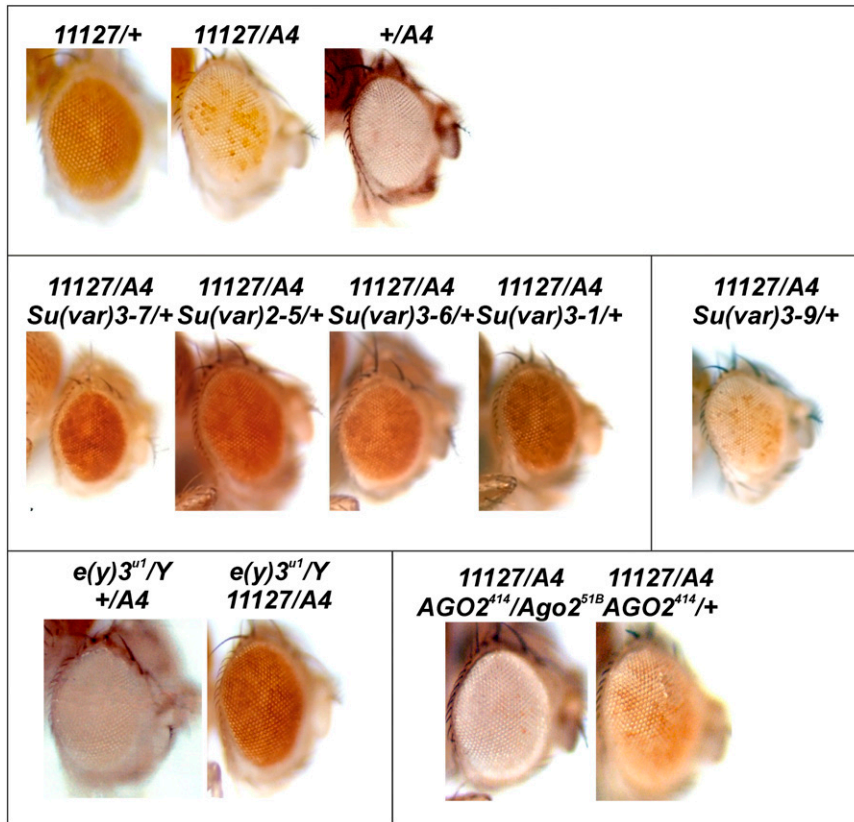 11127/+ 11127/A4 +/A4
11127/A4 11127/A4 11127/A4 11127/A4 11127/A4
Su(var)3-7/+ Su(var)2-5/+ Su(var)3-6/+ Su(var)3-1/+ Su(var)3-9/+
e(y)3ᵘ¹/Y e(y)3ᵘ¹/Y
+/A4 11127/A4
11127/A4 11127/A4
AGO2⁴¹⁴/Ago2⁵¹ᴮ AGO2⁴¹⁴/+